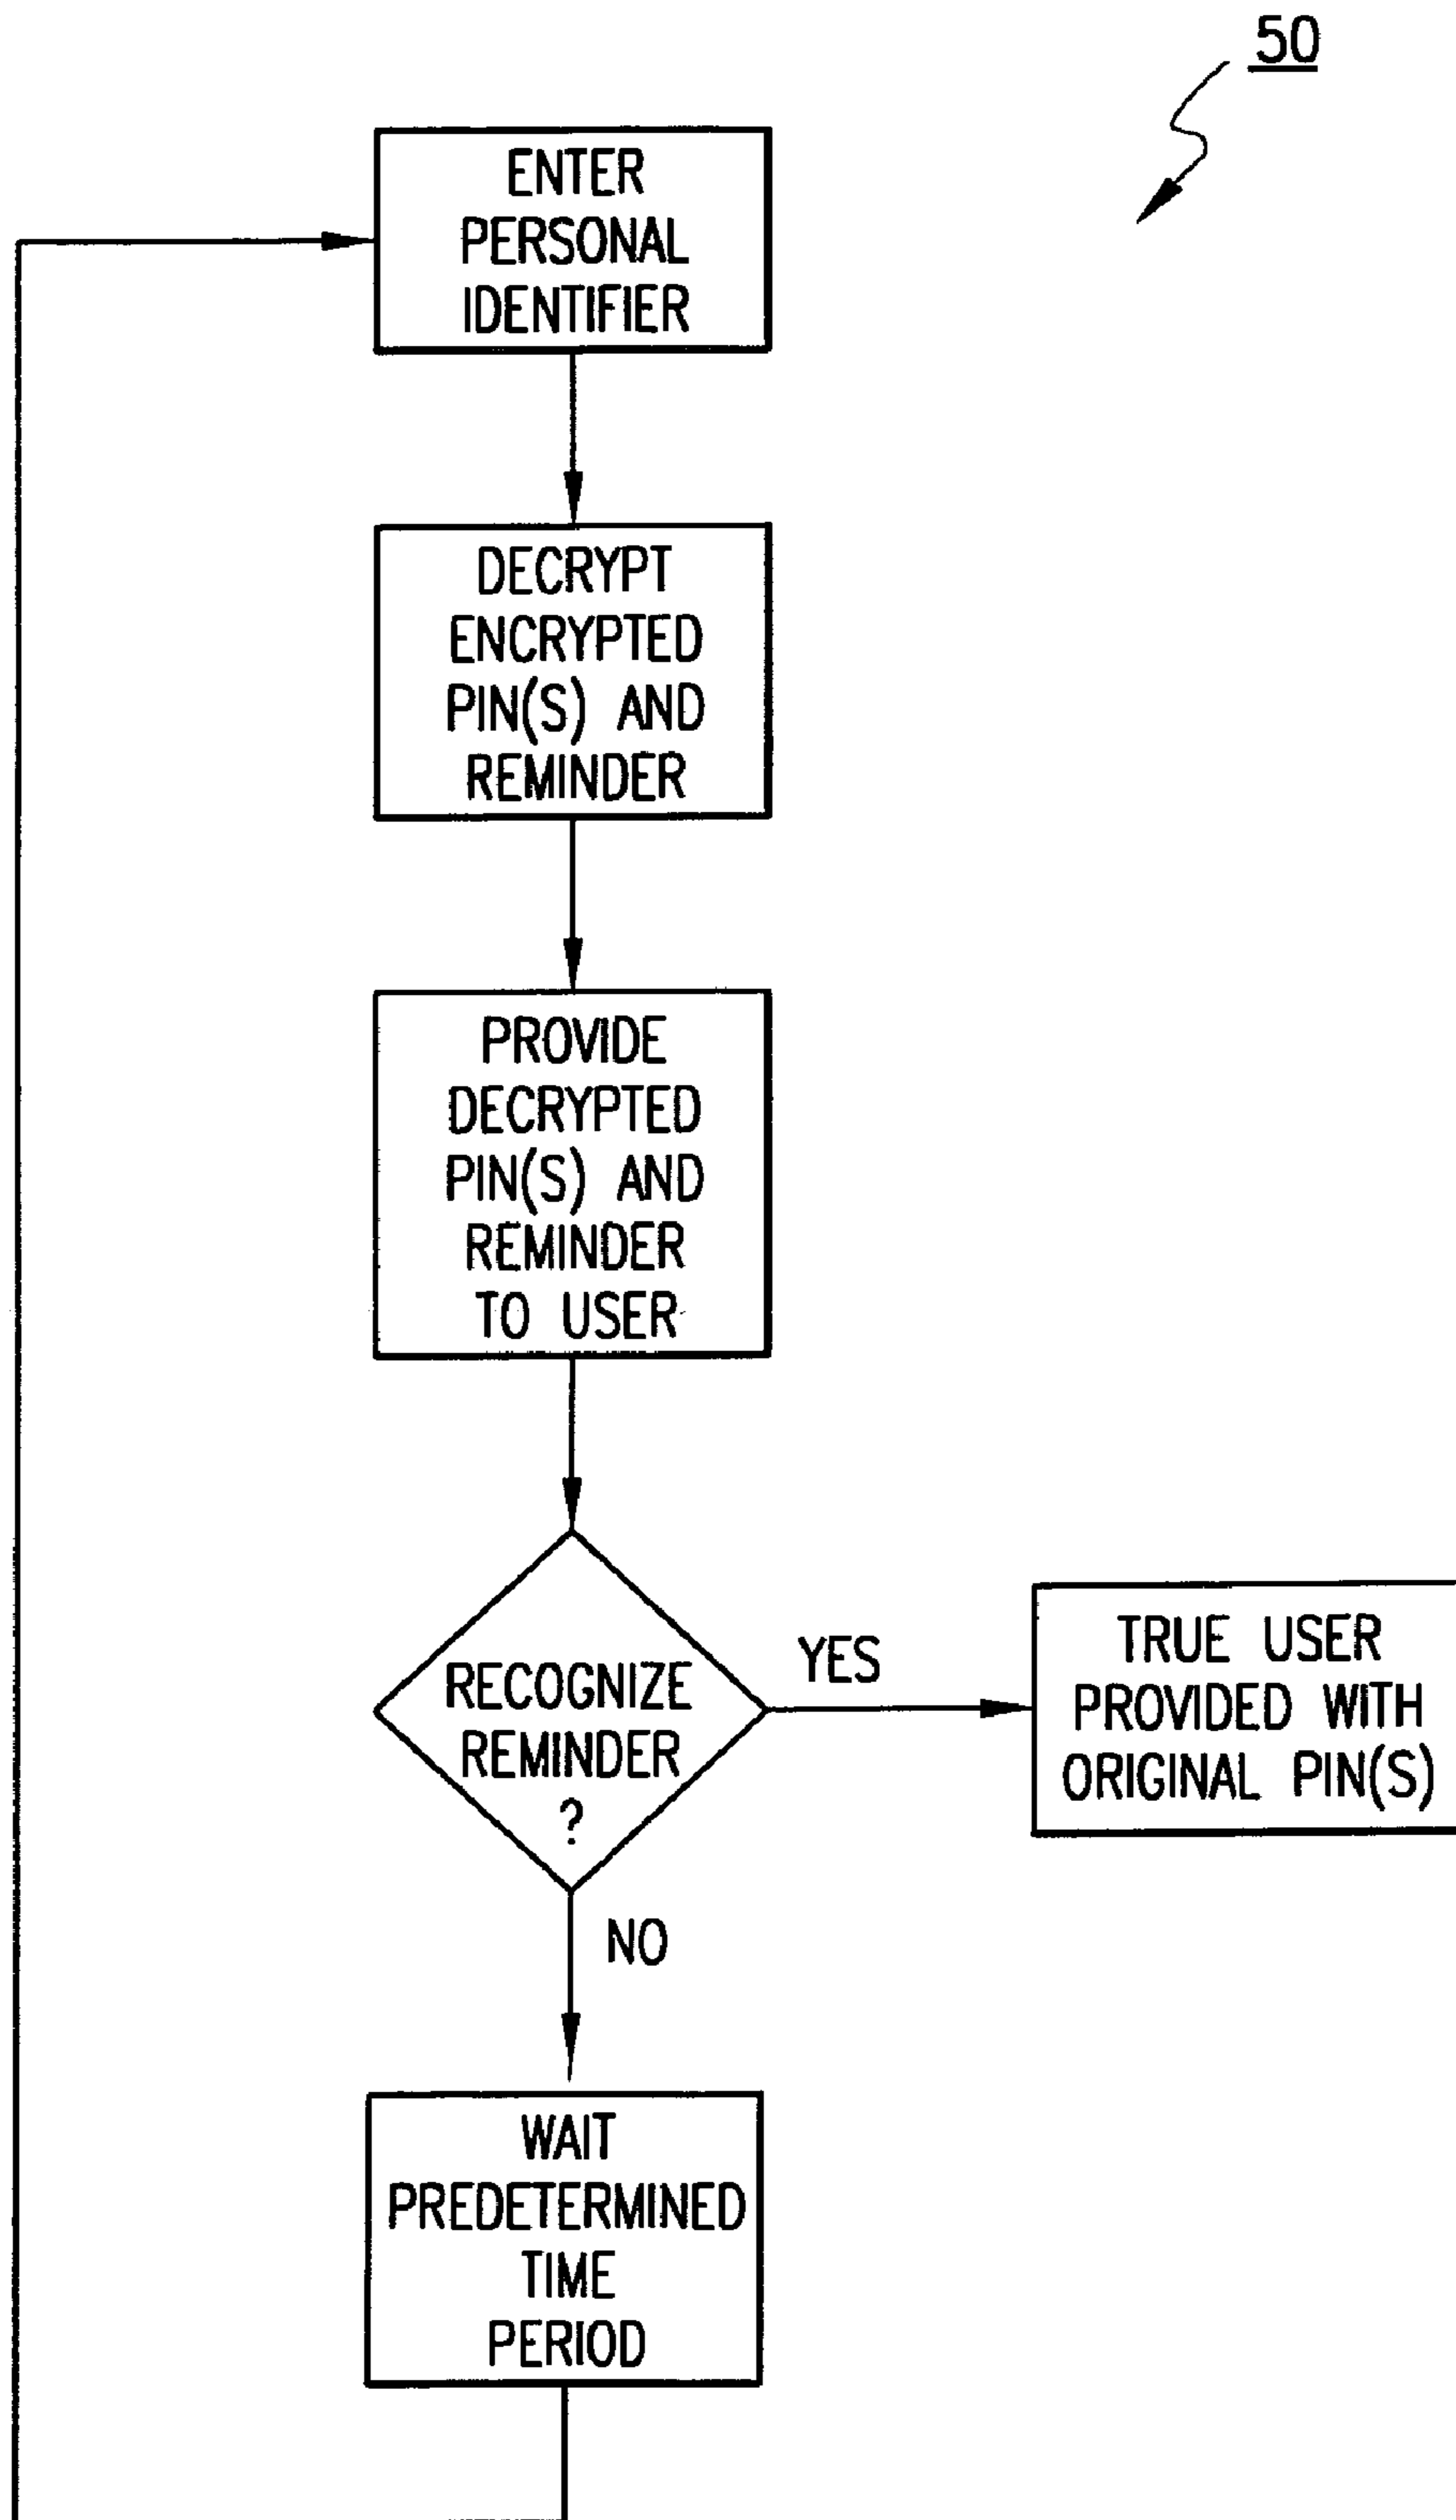 50
ENTER
PERSONAL
IDENTIFIER
DECRYPT
ENCRYPTED
PIN(S) AND
REMINDER
PROVIDE
DECRYPTED
PIN(S) AND
REMINDER
TO USER
RECOGNIZE
REMINDER
?
YES
TRUE USER
PROVIDED WITH
ORIGINAL PIN(S)
NO
WAIT
PREDETERMINED
TIME
PERIOD